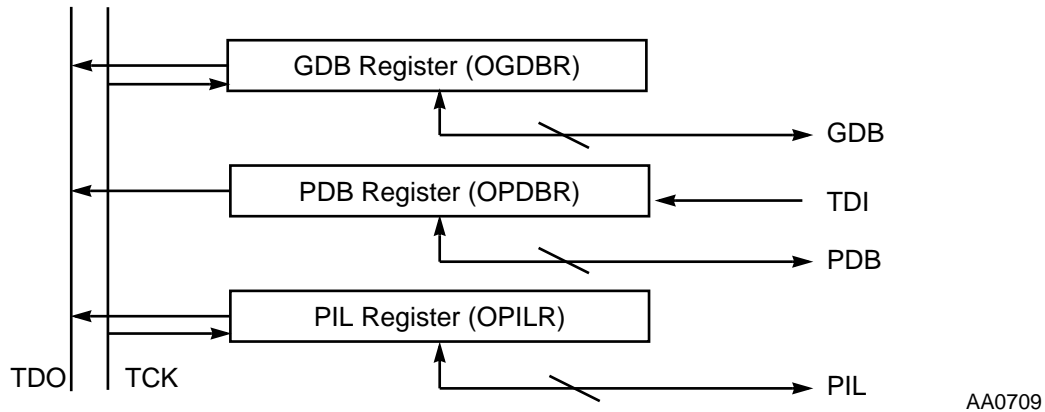 GDB Register (OGDBR)
GDB
PDB Register (OPDBR)
TDI
PDB
PIL Register (OPILR)
TDO
TCK
PIL
AA0709